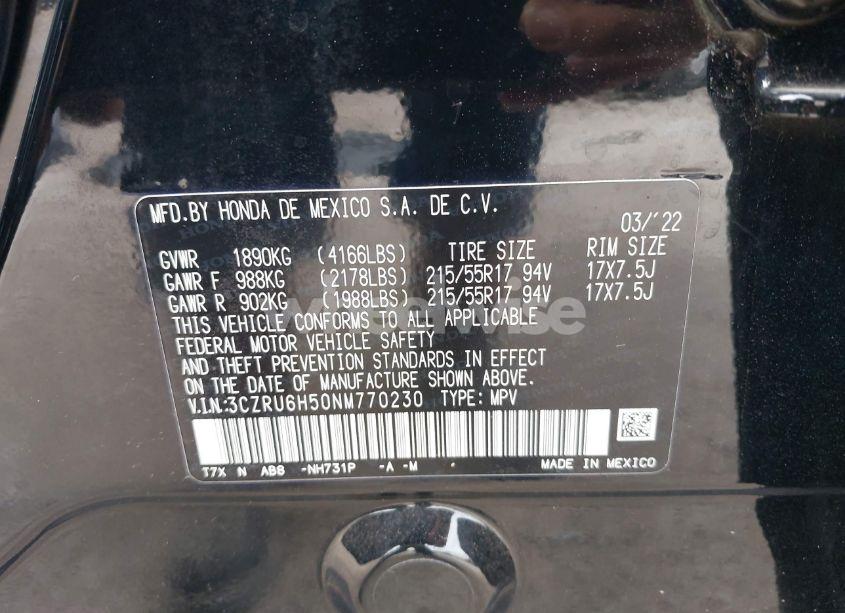 MFD.BY HONDA DE MEXICO S.A. DE C.V.
03/'22
GVWR 1890KG (4166LBS) TIRE SIZE RIM SIZE
GAWR F 988KG (2178LBS) 215/55R17 94V 17X7.5J
GAWR R 902KG (1988LBS) 215/55R17 94V 17X7.5J
THIS VEHICLE CONFORMS TO ALL APPLICABLE
FEDERAL MOTOR VEHICLE SAFETY
AND THEFT PREVENTION STANDARDS IN EFFECT
ON THE DATE OF MANUFACTURE SHOWN ABOVE.
V.I.N.:3CZRU6H50NM770230 TYPE: MPV
T7X N AB8 -NH731P -A -M MADE IN MEXICO